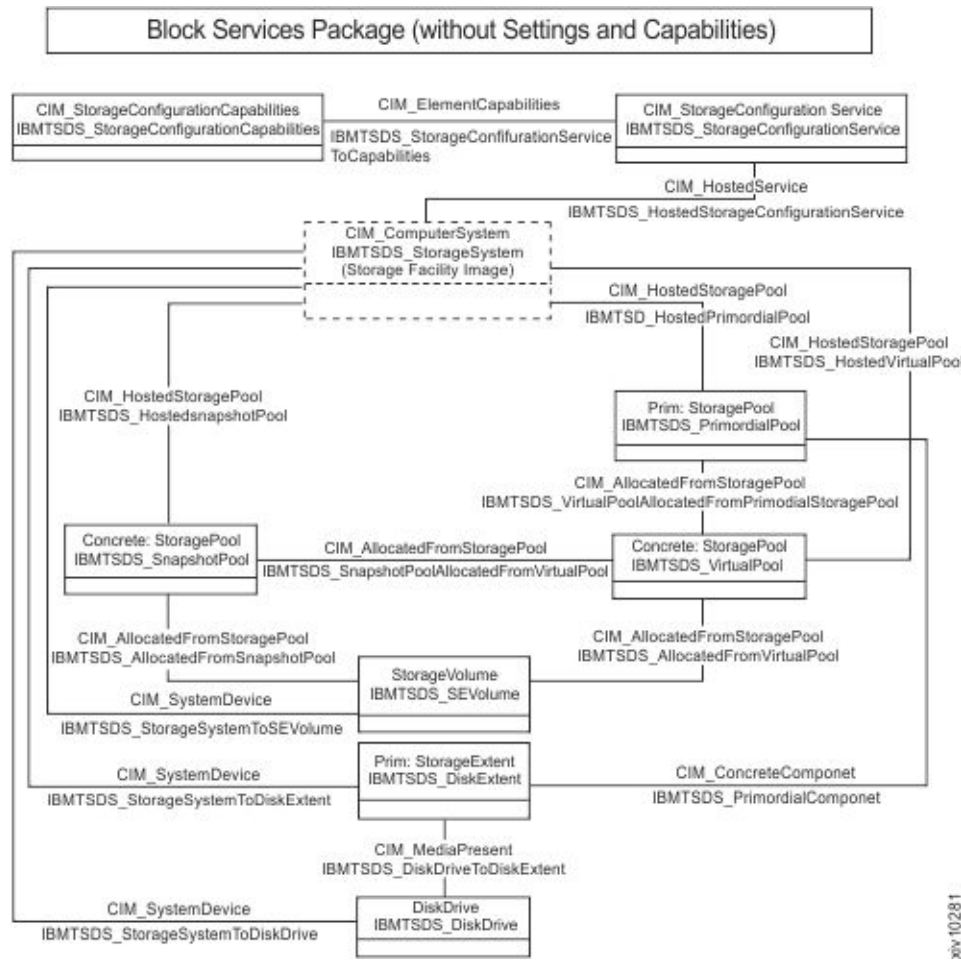 Block Services Package (without Settings and Capabilities)
CIM_StorageConfigurationCapabilities
IBMTSDS_StorageConfigurationCapabilities
CIM_ElementCapabilities
IBMTSDS_StorageConfifurationService
ToCapabilities
CIM_StorageConfiguration Service
IBMTSDS_StorageConfigurationService
CIM_HostedService
IBMTSDS_HostedStorageConfigurationService
CIM_ComputerSystem
IBMTSDS_StorageSystem
(Storage Facility Image)
CIM_HostedStoragePool
IBMTSD_HostedPrimordialPool
CIM_HostedStoragePool
IBMTSDS_HostedVirtualPool
CIM_HostedStoragePool
IBMTSDS_HostedsnapshotPool
Prim: StoragePool
IBMTSDS_PrimordialPool
CIM_AllocatedFromStoragePool
IBMTSDS_VirtualPoolAllocatedFromPrimodialStoragePool
Concrete: StoragePool
IBMTSDS_SnapshotPool
CIM_AllocatedFromStoragePool
IBMTSDS_SnapshotPoolAllocatedFromVirtualPool
Concrete: StoragePool
IBMTSDS_VirtualPool
CIM_AllocatedFromStoragePool
IBMTSDS_AllocatedFromSnapshotPool
CIM_AllocatedFromStoragePool
IBMTSDS_AllocatedFromVirtualPool
StorageVolume
IBMTSDS_SEVolume
CIM_SystemDevice
IBMTSDS_StorageSystemToSEVolume
Prim: StorageExtent
IBMTSDS_DiskExtent
CIM_SystemDevice
IBMTSDS_StorageSystemToDiskExtent
CIM_ConcreteComponet
IBMTSDS_PrimordialComponet
CIM_MediaPresent
IBMTSDS_DiskDriveToDiskExtent
CIM_SystemDevice
IBMTSDS_StorageSystemToDiskDrive
DiskDrive
IBMTSDS_DiskDrive
xiv10281